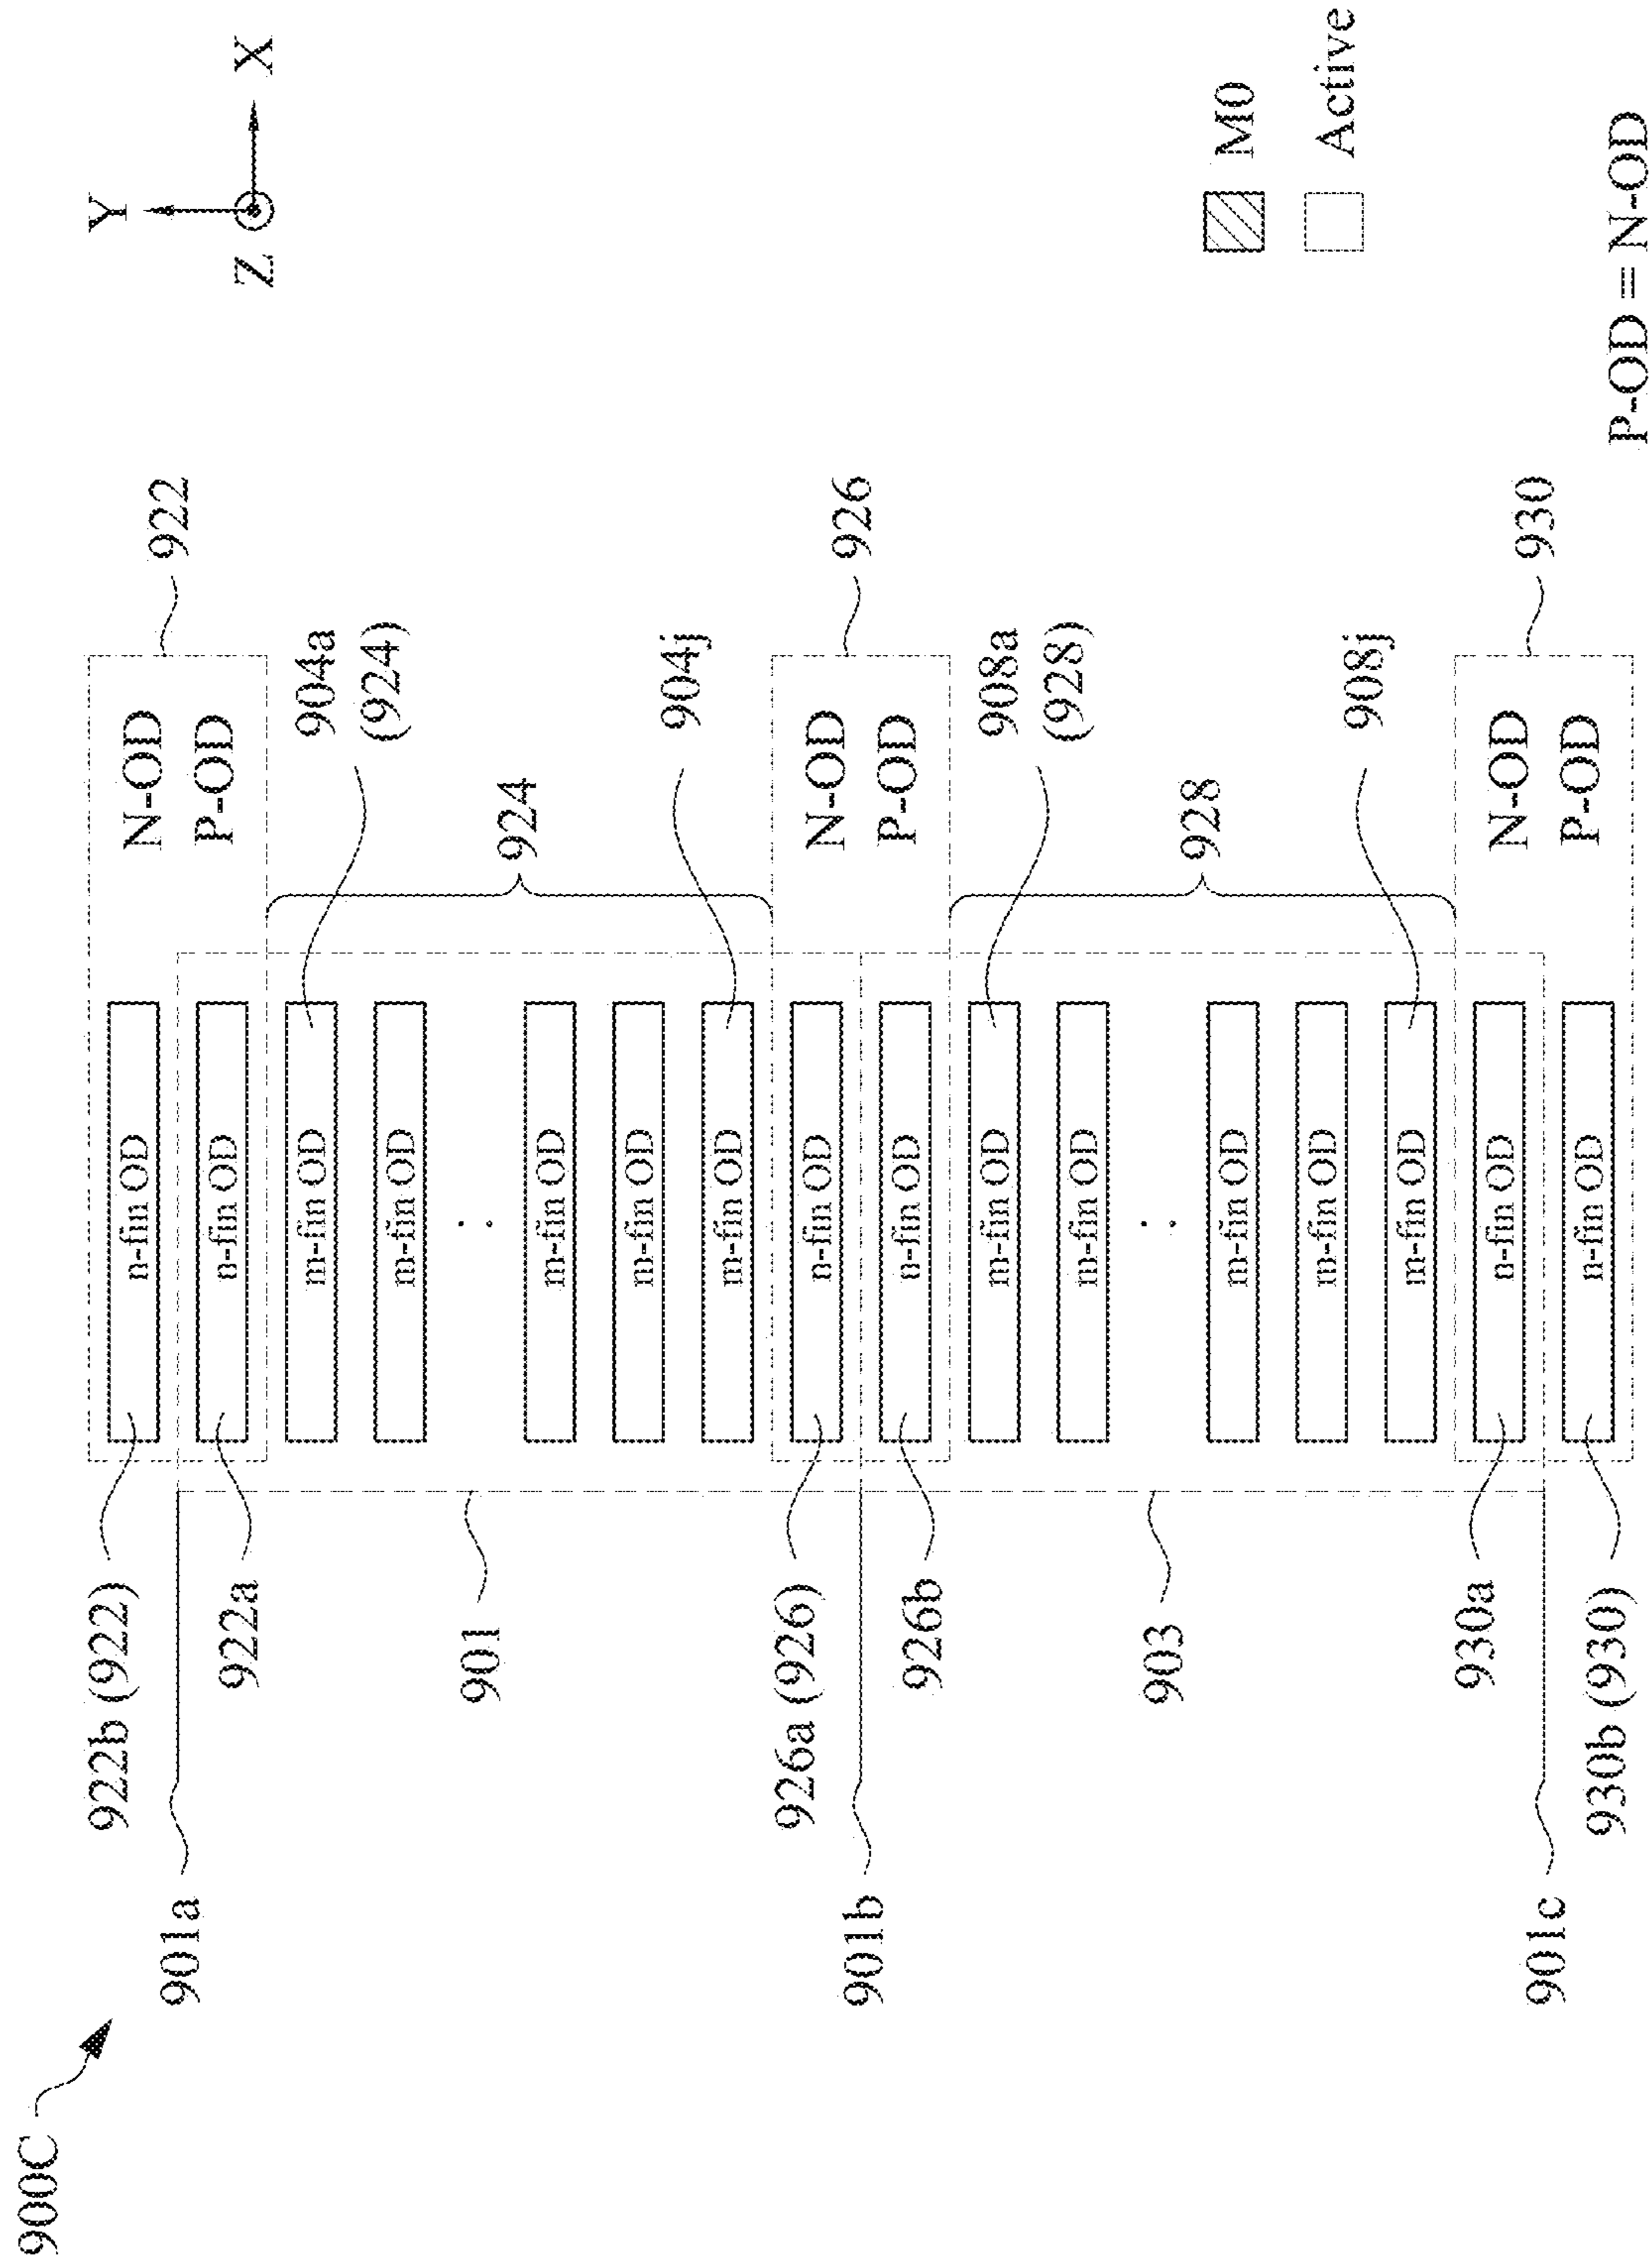 900C
901a
922b (922)
922a
901
926a (926)
901b
926b
903
930a
901c
930b (930)
n-fin OD
n-fin OD
m-fin OD
m-fin OD
. .
m-fin OD
m-fin OD
m-fin OD
n-fin OD
n-fin OD
m-fin OD
m-fin OD
. .
m-fin OD
m-fin OD
m-fin OD
n-fin OD
n-fin OD
N-OD
P-OD
922
904a
(924)
924
904j
N-OD
P-OD
926
908a
(928)
928
908j
N-OD
P-OD
930
Y
Z
X
M0
Active
P-OD = N-OD